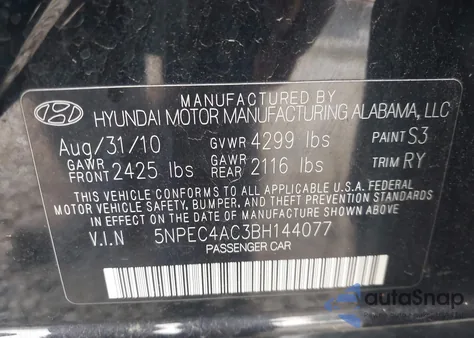 MANUFACTURED BY
HYUNDAI MOTOR MANUFACTURING ALABAMA, LLC
Aug/31/10 GVWR 4299 lbs PAINT S3
GAWR FRONT 2425 lbs GAWR REAR 2116 lbs TRIM RY
THIS VEHICLE CONFORMS TO ALL APPLICABLE U.S.A. FEDERAL
MOTOR VEHICLE SAFETY, BUMPER, AND THEFT PREVENTION STANDARDS
IN EFFECT ON THE DATE OF MANUFACTURE SHOWN ABOVE.
V.I.N 5NPEC4AC3BH144077
PASSENGER CAR
autoSnap